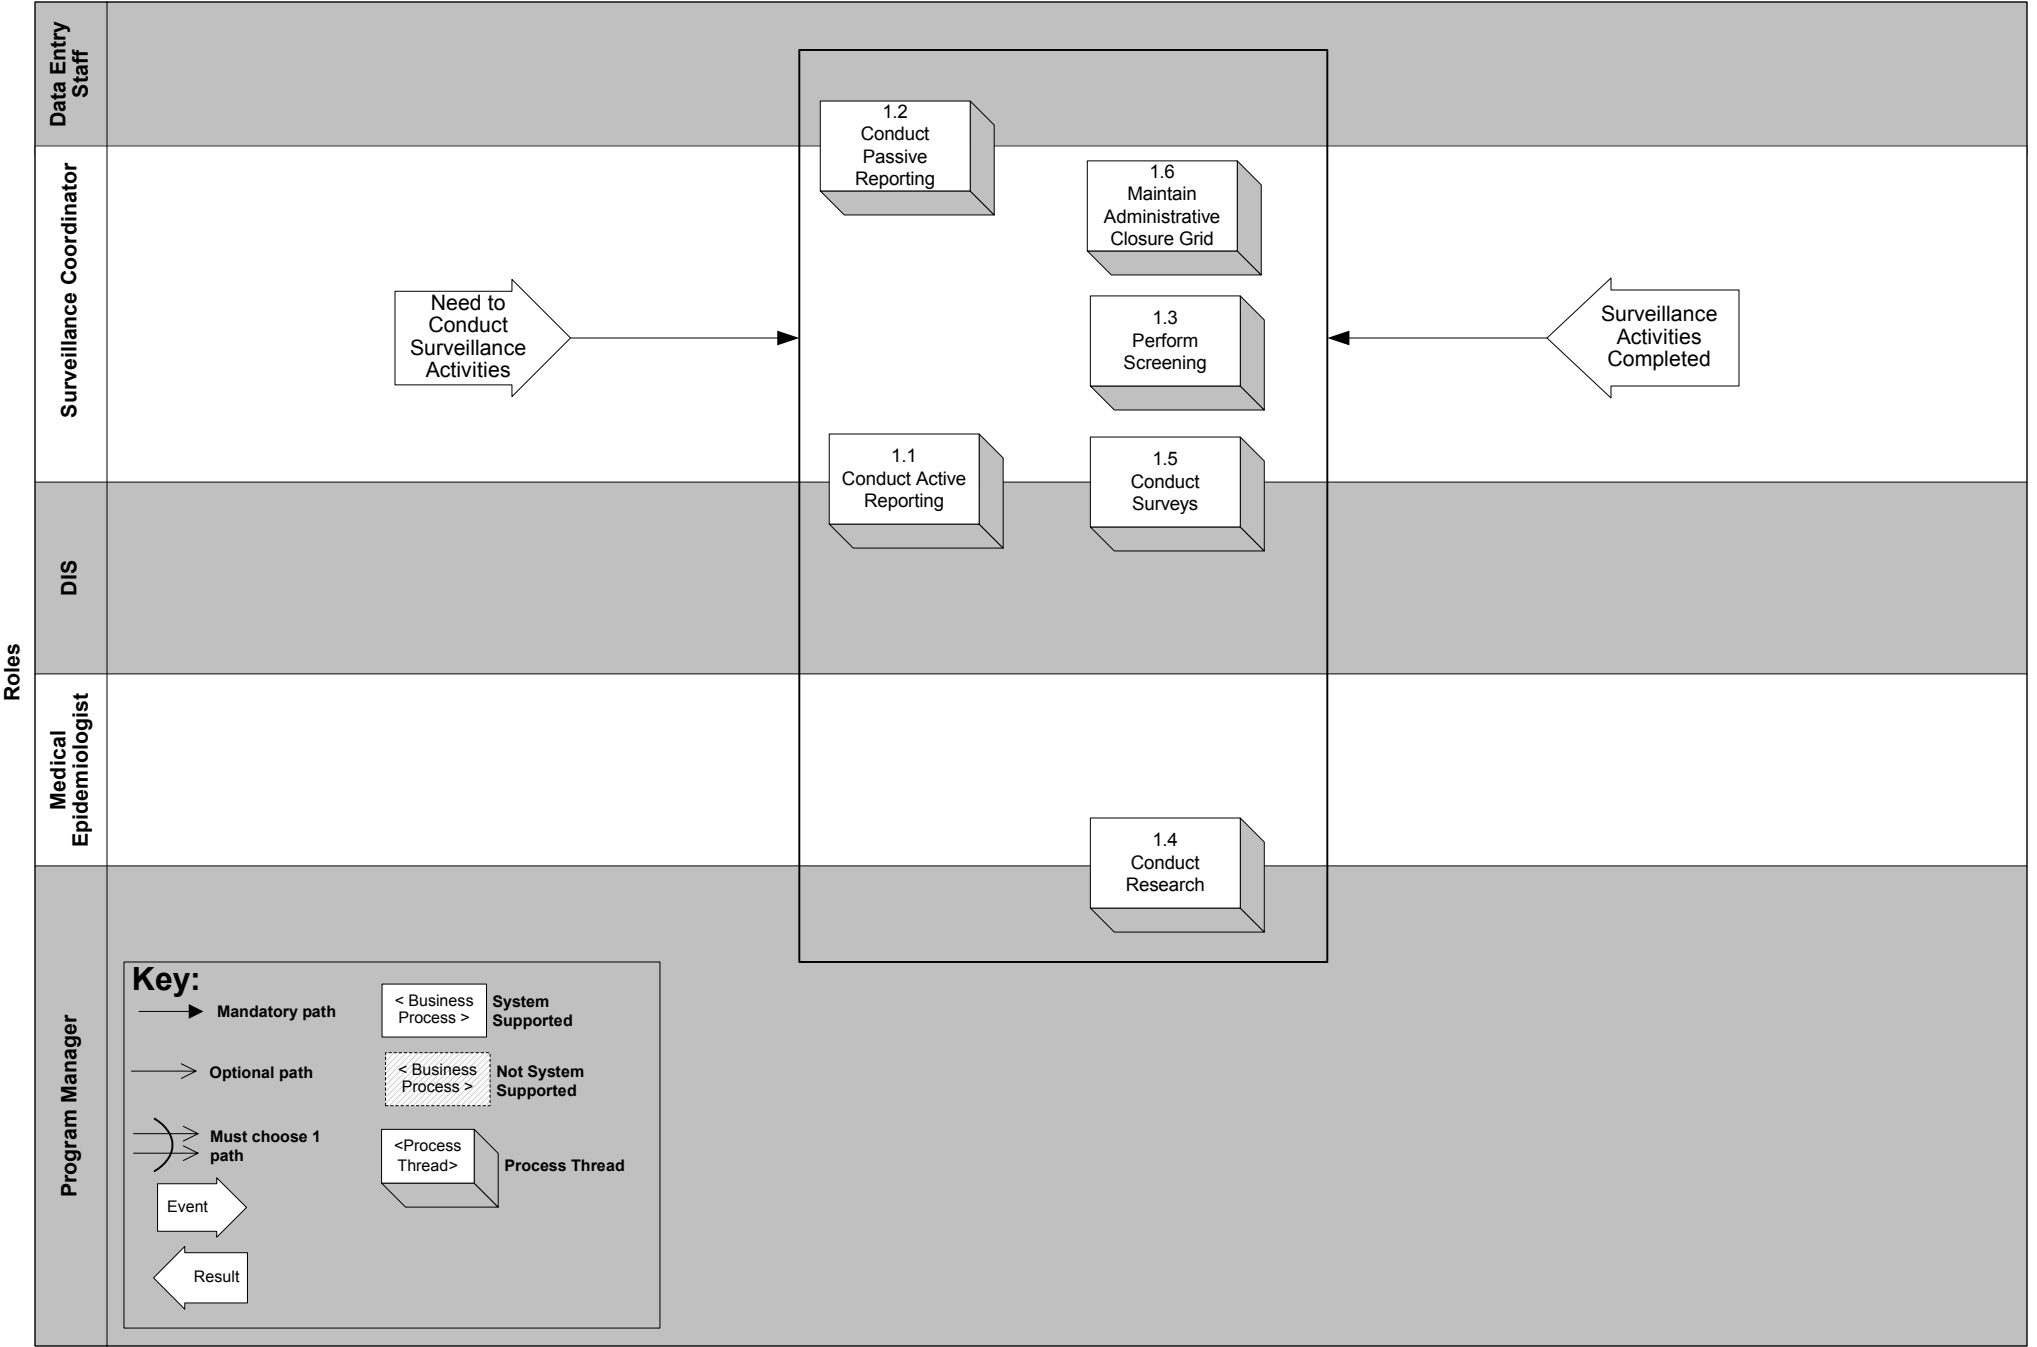 Roles
Data Entry
Staff
Surveillance Coordinator
DIS
Medical
Epidemiologist
Program Manager
1.2
Conduct
Passive
Reporting
1.6
Maintain
Administrative
Closure Grid
Need to
Conduct
Surveillance
Activities
1.3
Perform
Screening
Surveillance
Activities
Completed
1.1
Conduct Active
Reporting
1.5
Conduct
Surveys
1.4
Conduct
Research
Key:
Mandatory path
Optional path
Must choose 1
path
Event
Result
< Business
Process >
System
Supported
< Business
Process >
Not System
Supported
<Process
Thread>
Process Thread